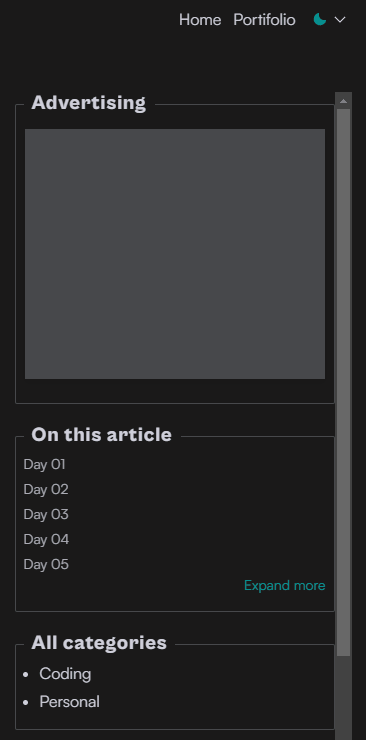 Home Portifolio
Advertising
On this article
Day 01
Day 02
Day 03
Day 04
Day 05
Expand more
All categories
Coding
Personal